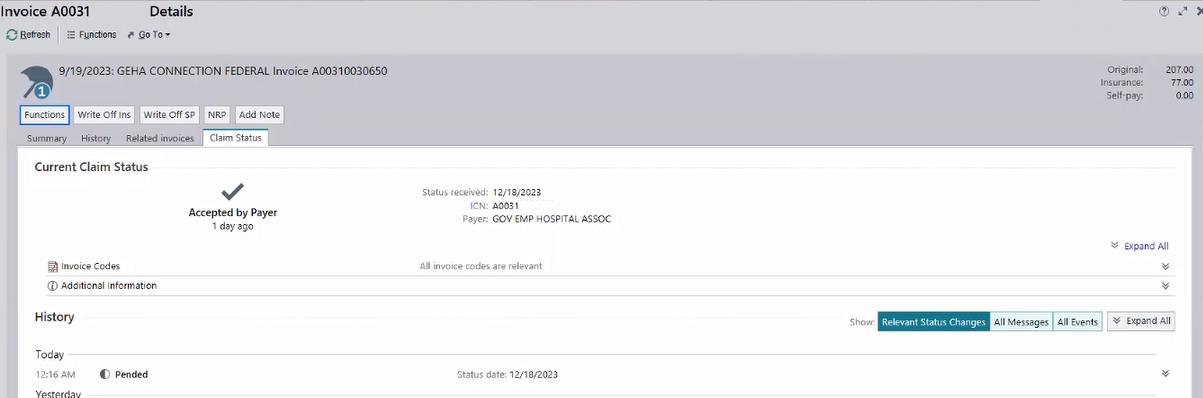 Invoice A0031 Details
Refresh Functions Go To
9/19/2023: GEHA CONNECTION FEDERAL Invoice A00310030650
Original: 207.00
Insurance: 77.00
Self-pay: 0.00
1
Functions Write Off Ins Write Off SP NRP Add Note
Summary History Related invoices Claim Status
Current Claim Status
Accepted by Payer
1 day ago
Status received: 12/18/2023
ICN: A0031
Payer: GOV EMP HOSPITAL ASSOC
Expand All
Invoice Codes All invoice codes are relevant
Additional Information
History Show: Relevant Status Changes All Messages All Events Expand All
Today
12:16 AM Pended Status date: 12/18/2023
Yesterday